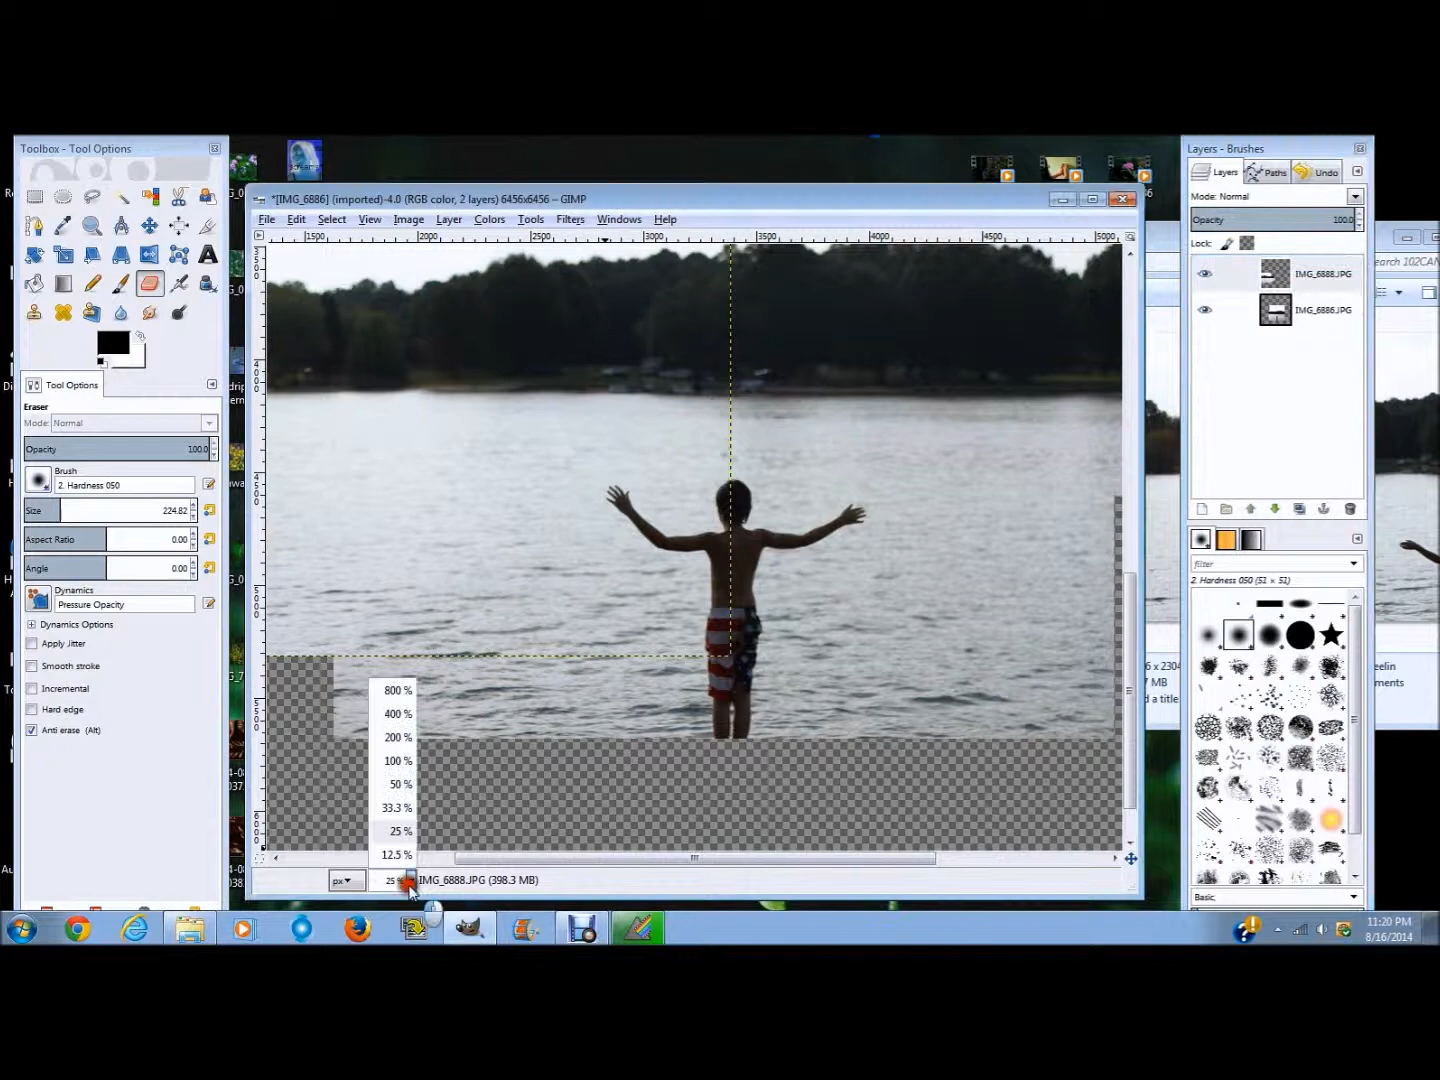 Toolbox - Tool Options
Layers - Brushes
Layers
Paths
Undo
Mode: Normal
Opacity 100.0
Lock:
*[IMG_6886] (imported)-4.0 (RGB color, 2 layers) 6456x6456 – GIMP
File Edit Select View Image Layer Colors Tools Filters Windows Help
1500 2000 2500 3000 3500 4000 4500 5000
IMG_6888.JPG
IMG_6886.JPG
Tool Options
Eraser
Mode: Normal
Opacity 100.0
Brush
2. Hardness 050
Size 224.82
Aspect Ratio 0.00
Angle 0.00
Dynamics
Pressure Opacity
Dynamics Options
Apply Jitter
Smooth stroke
Incremental
Hard edge
Anti erase (Alt)
filter
2. Hardness 050 (51 × 51)
Basic,
800 %
400 %
200 %
100 %
50 %
33.3 %
25 %
12.5 %
px
25 %
IMG_6888.JPG (398.3 MB)
11:20 PM
8/16/2014